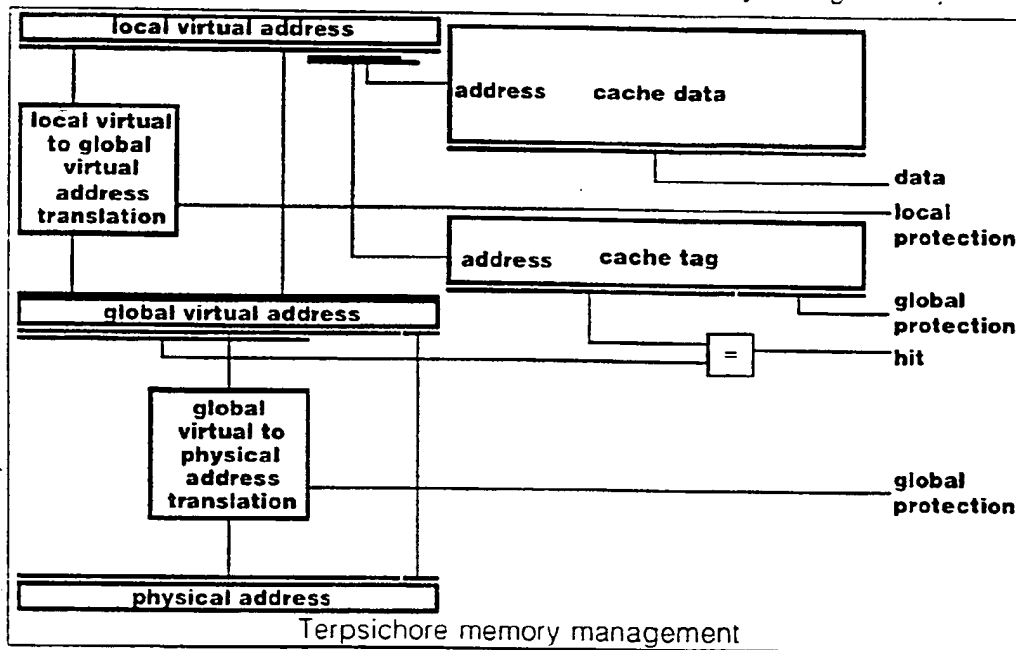 local virtual address
address cache data
local virtual
to global
virtual
address
translation
data
local
protection
address cache tag
global virtual address
global
protection
=
hit
global
virtual to
physical
address
translation
global
protection
physical address
Terpsichore memory management